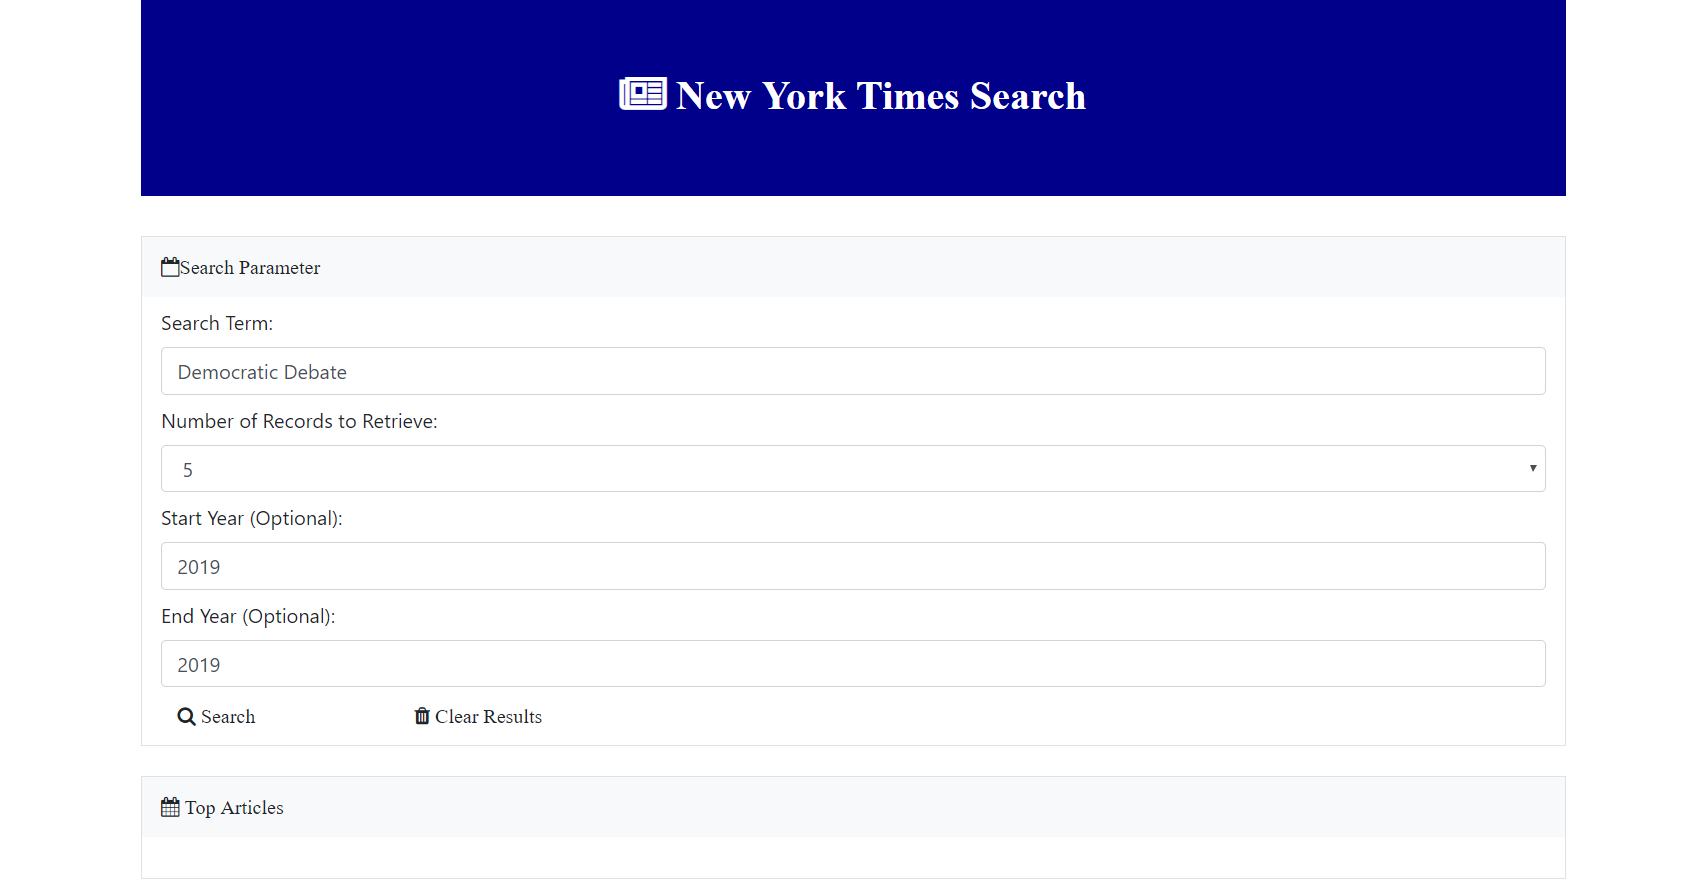 New York Times Search
Search Parameter
Search Term:
Democratic Debate
Number of Records to Retrieve:
5
Start Year (Optional):
2019
End Year (Optional):
2019
Search Clear Results
Top Articles